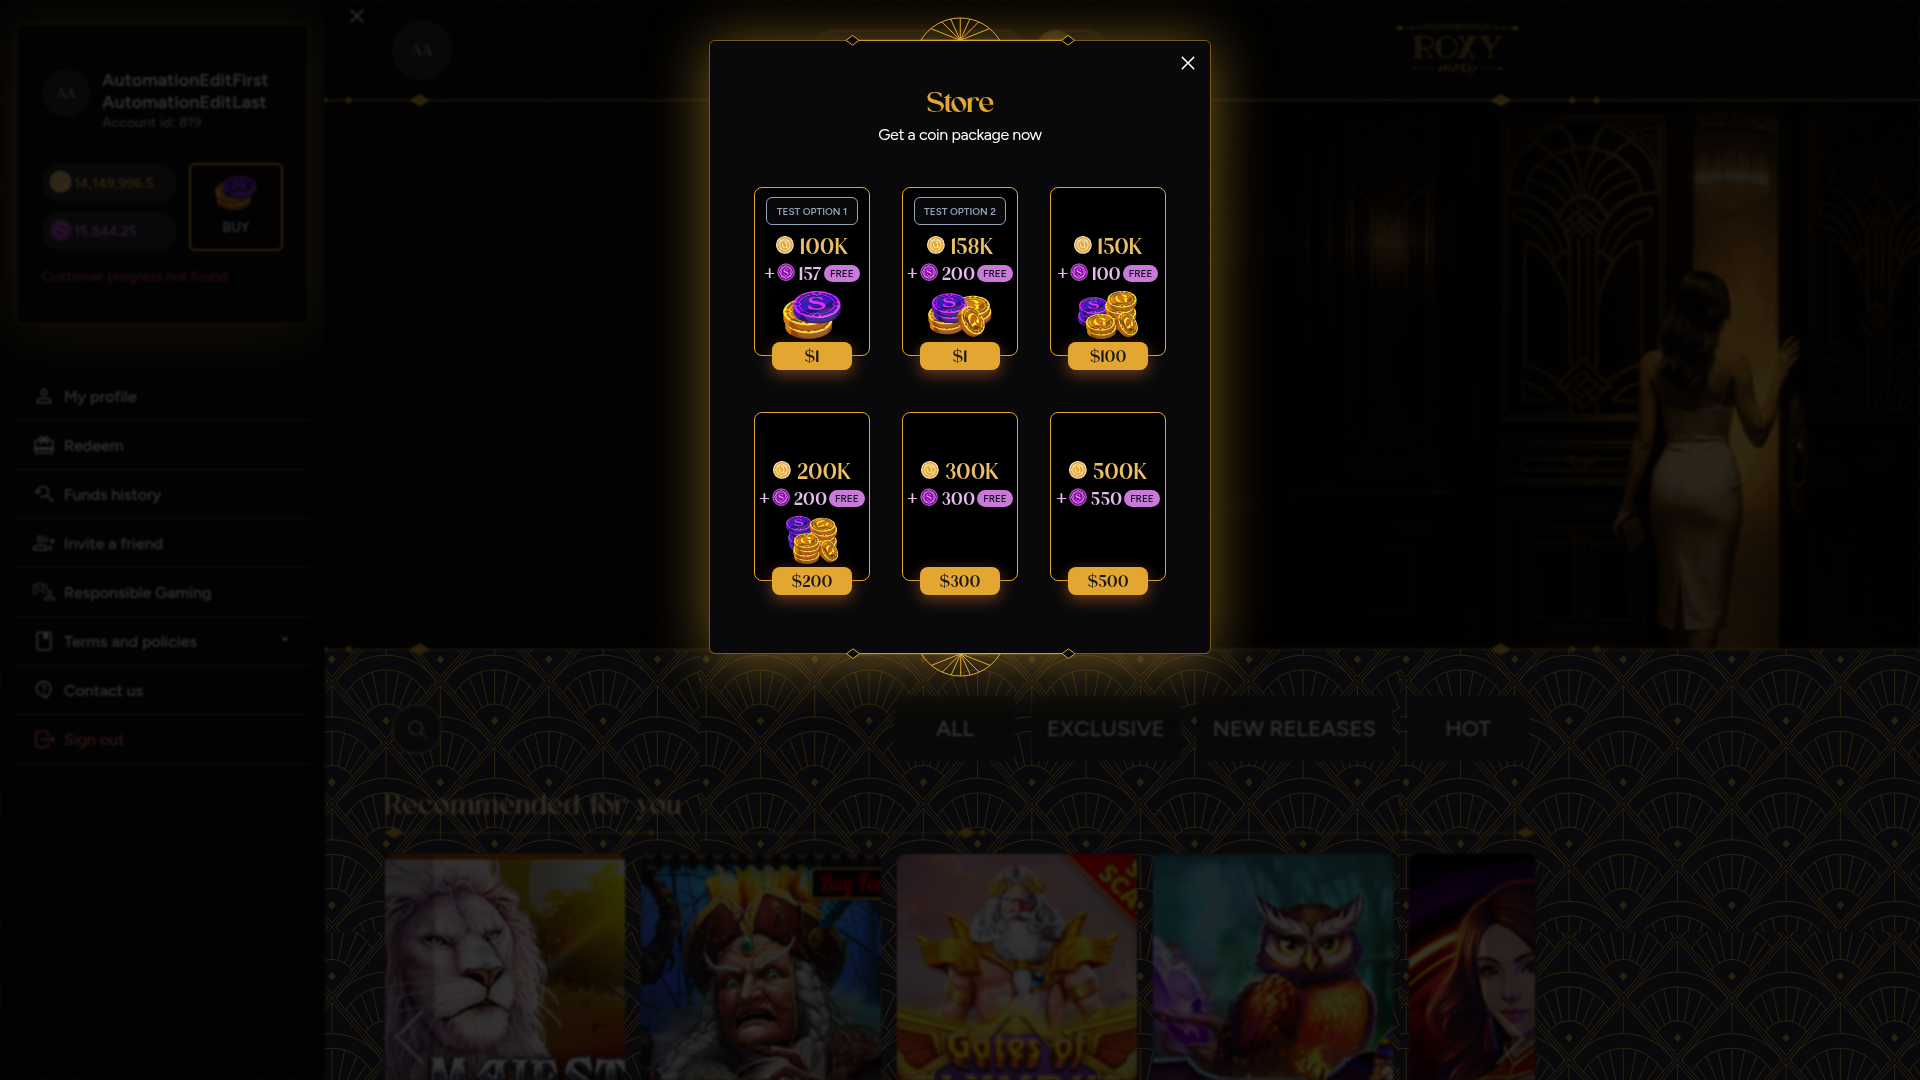 AA
AutomationEditFirst
AutomationEditLast
Account id: 819
14,149,996.5
15,844.25
BUY
Customer progress not found
My profile
Redeem
Funds history
Invite a friend
Responsible Gaming
Terms and policies
Contact us
Sign out
AA
ROXY
moxy
Store
Get a coin package now
TEST OPTION 1
100K
+ S 157 FREE
S
$1
TEST OPTION 2
158K
+ S 200 FREE
S
$1
150K
+ S 100 FREE
S
$100
200K
+ S 200 FREE
S
$200
300K
+ S 300 FREE
$300
500K
+ S 550 FREE
$500
ALL
EXCLUSIVE
NEW RELEASES
HOT
Recommended for you
Buy
Gates of